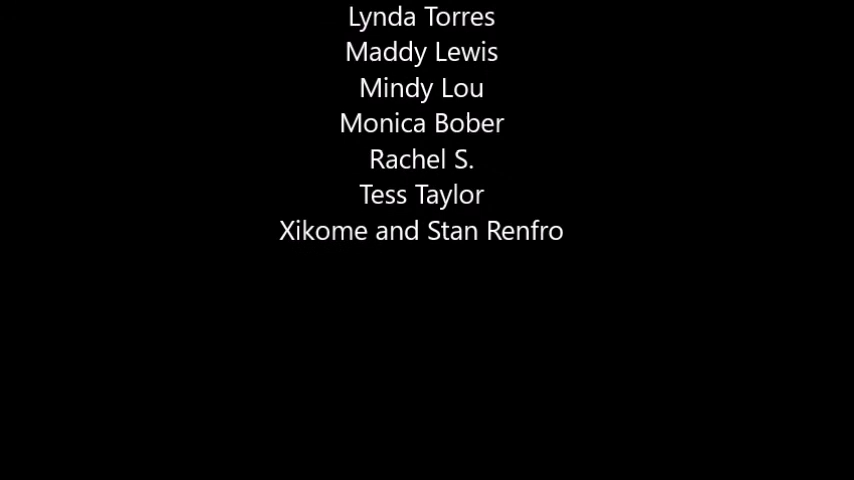 Lynda Torres
Maddy Lewis
Mindy Lou
Monica Bober
Rachel S.
Tess Taylor
Xikome and Stan Renfro